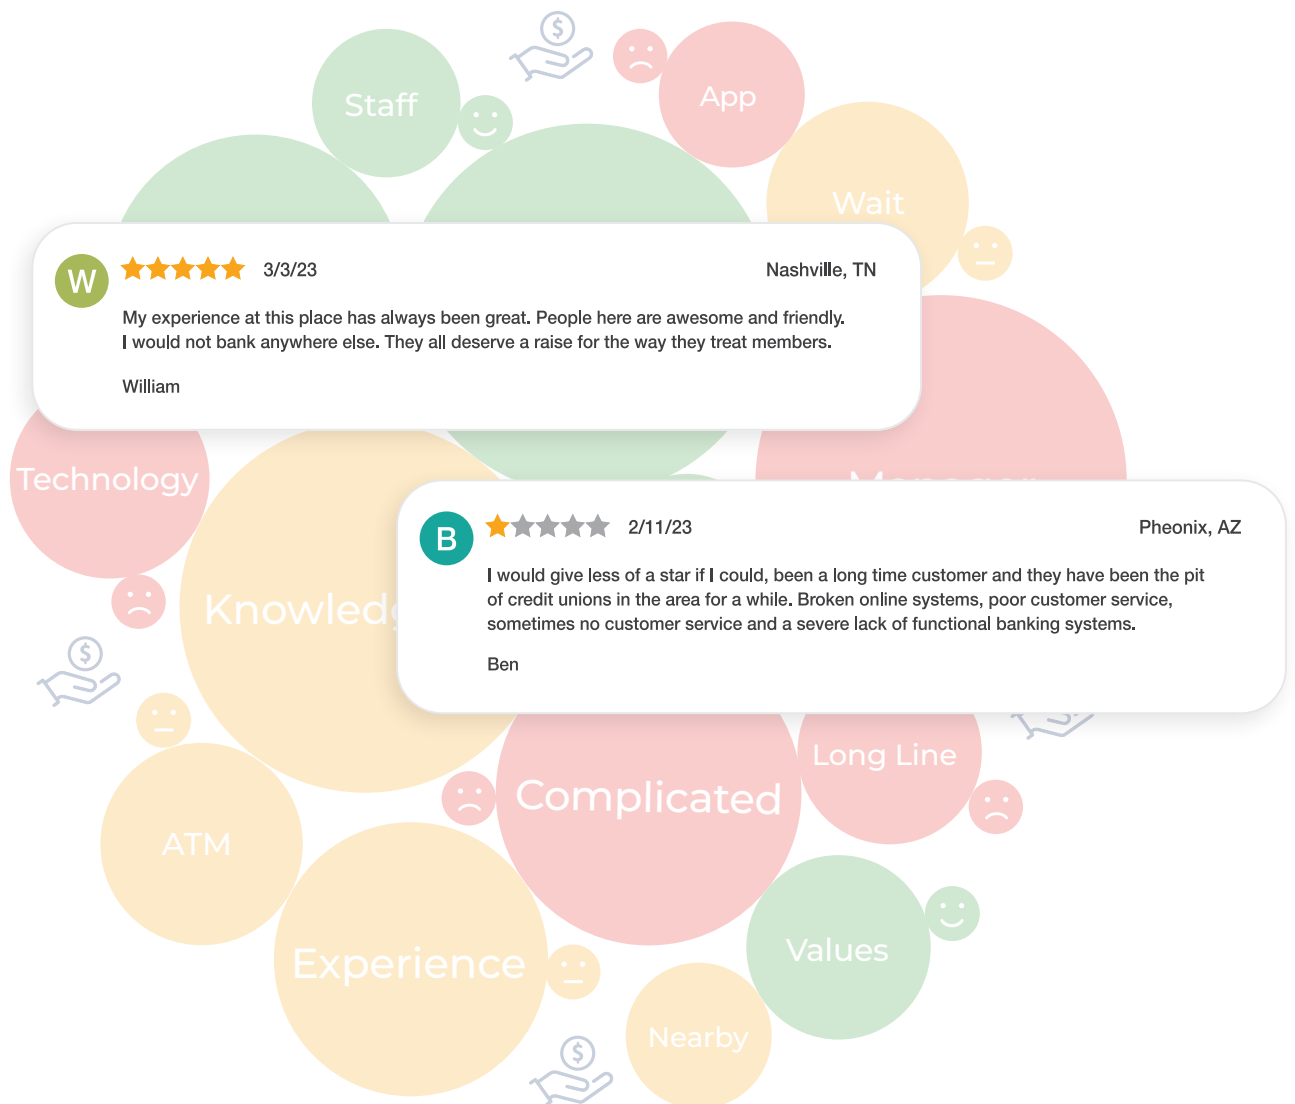 Staff
App
Wait
W
3/3/23
Nashville, TN
My experience at this place has always been great. People here are awesome and friendly.
I would not bank anywhere else. They all deserve a raise for the way they treat members.
William
Technology
B
2/11/23
Pheonix, AZ
I would give less of a star if I could, been a long time customer and they have been the pit
of credit unions in the area for a while. Broken online systems, poor customer service,
sometimes no customer service and a severe lack of functional banking systems.
Ben
Long Line
Complicated
ATM
Values
Experience
Nearby
$
$
$